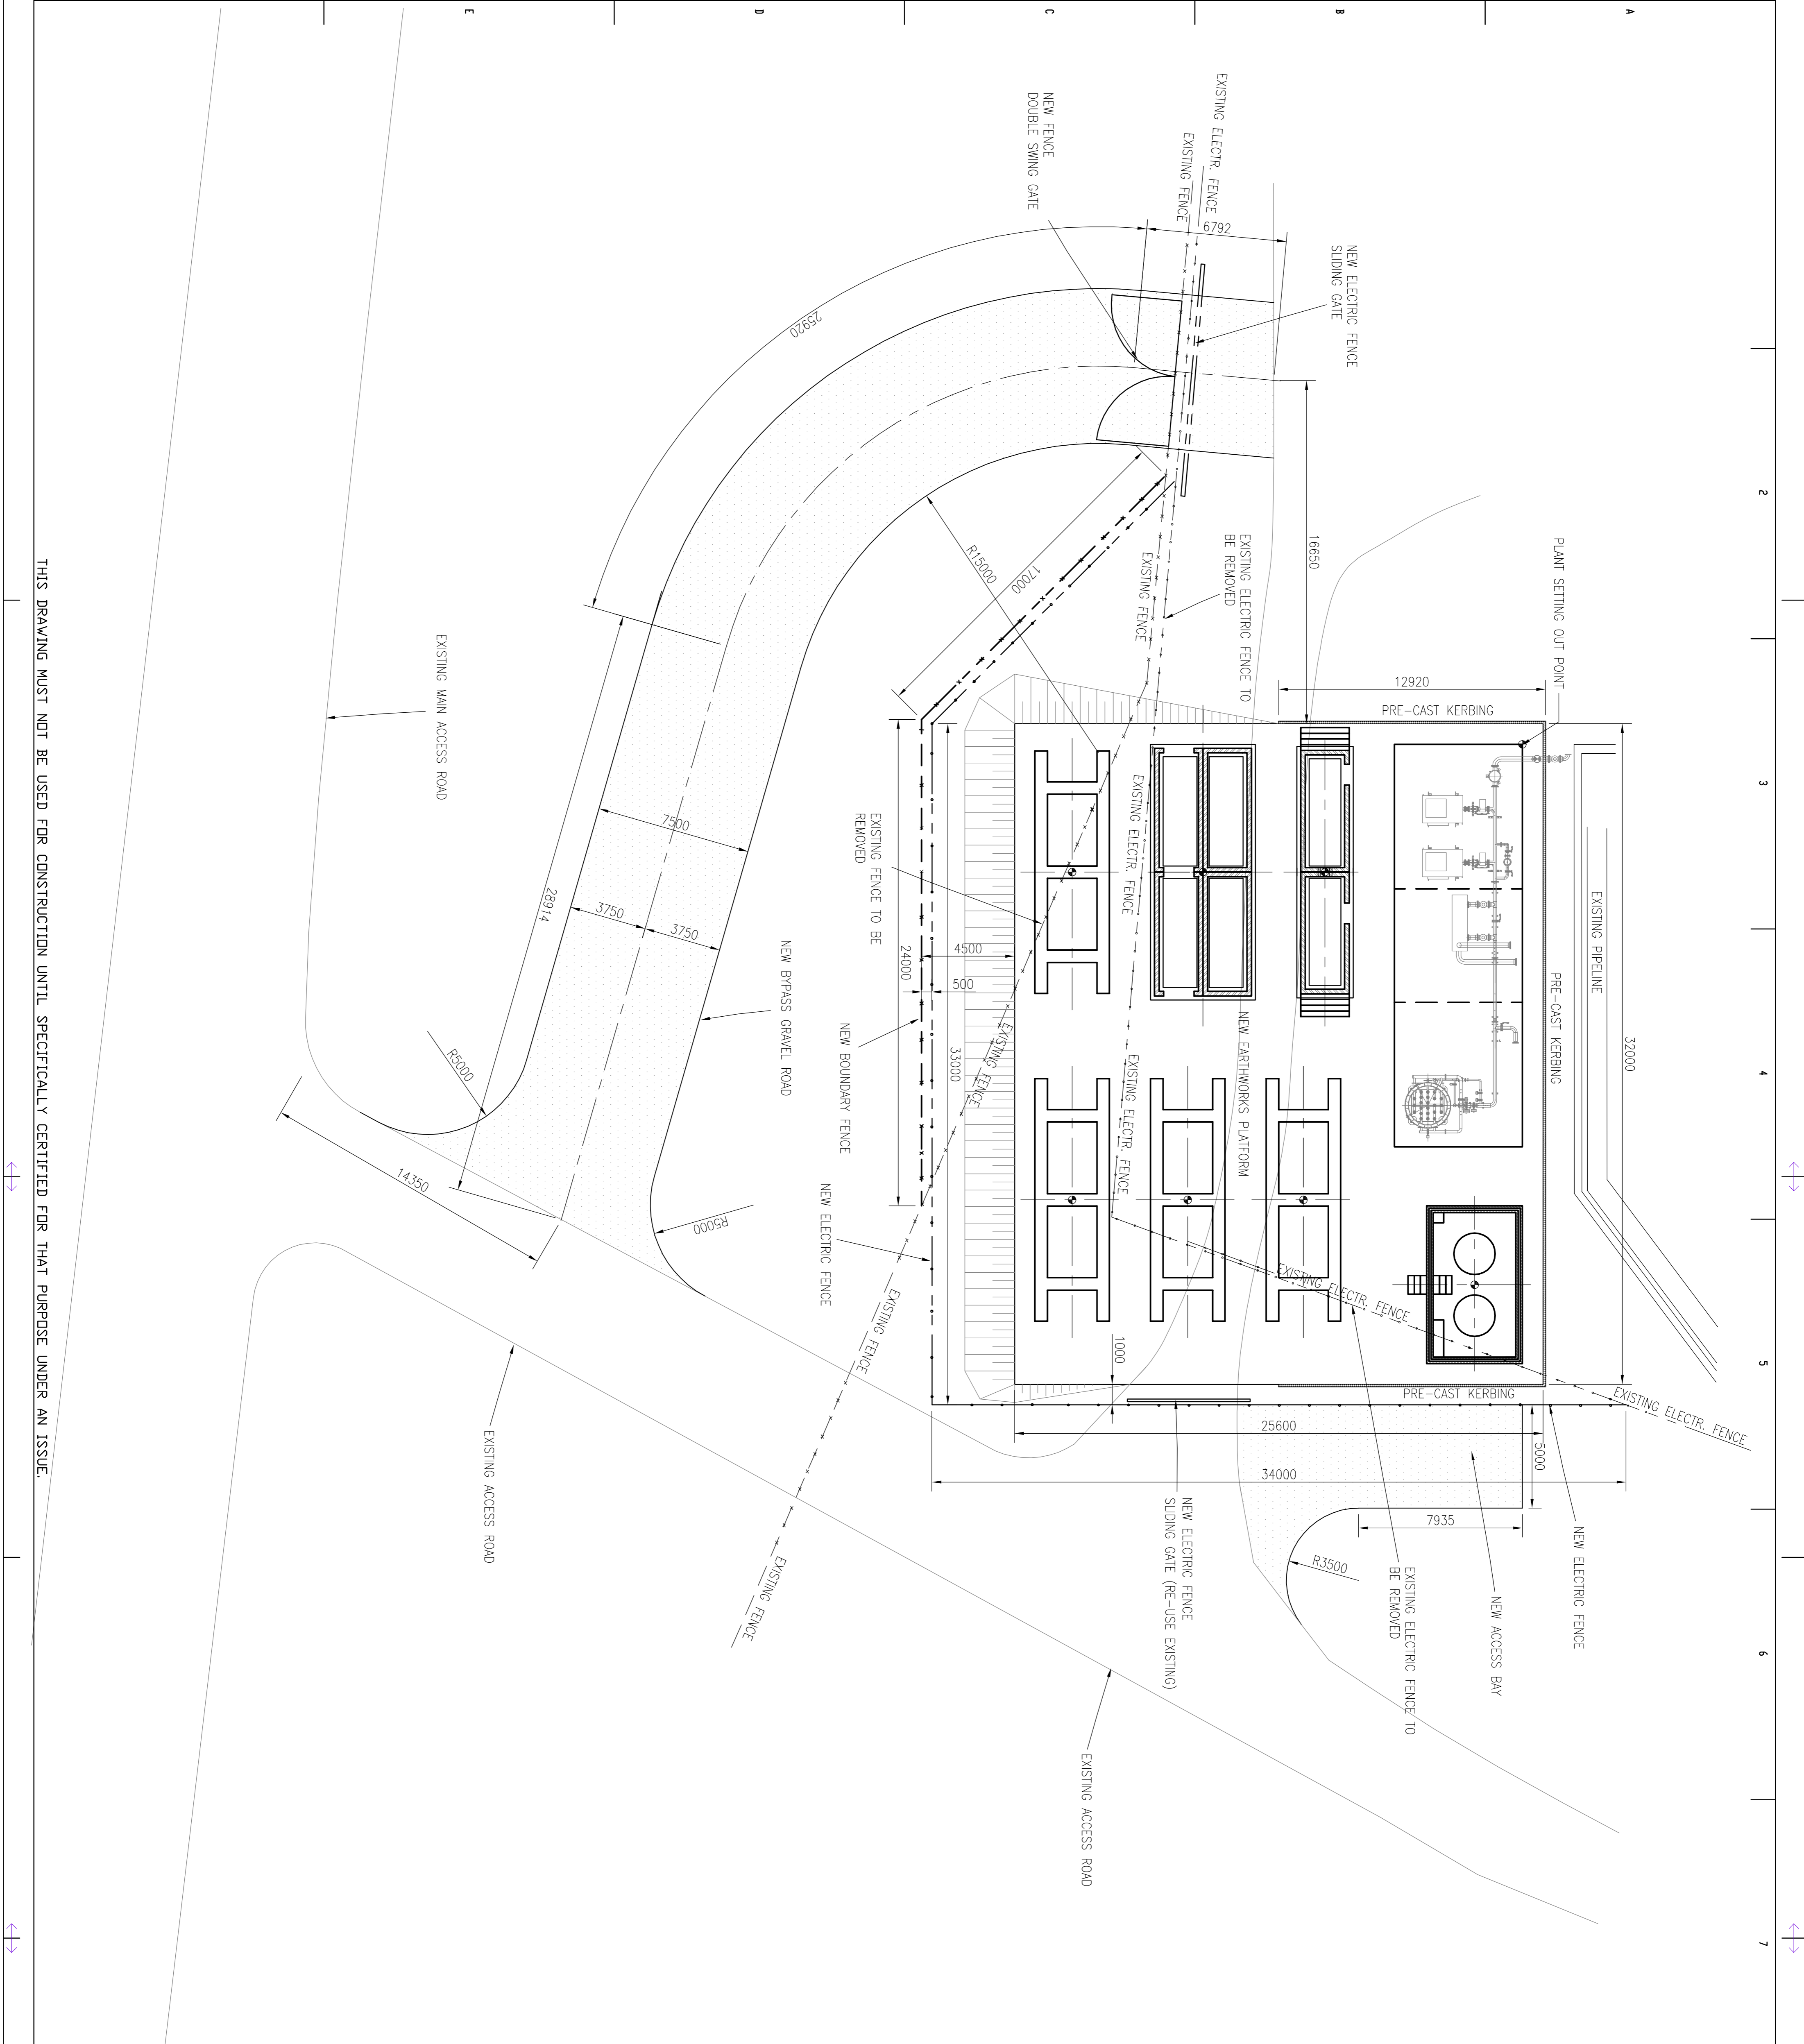 E
D
C
B
A
2
3
4
5
6
7
EXISTING ELECTR. FENCE
EXISTING FENCE
NEW FENCE
DOUBLE SWING GATE
6792
NEW ELECTRIC FENCE
SLIDING GATE
25920
16650
PLANT SETTING OUT POINT
EXISTING ELECTRIC FENCE TO
BE REMOVED
EXISTING FENCE
R15000
17000
12920
PRE-CAST KERBING
EXISTING MAIN ACCESS ROAD
7500
3750
3750
28914
EXISTING FENCE TO BE
REMOVED
EXISTING ELECTR. FENCE
EXISTING PIPELINE
PRE-CAST KERBING
32000
4500
24000
500
33000
NEW BYPASS GRAVEL ROAD
NEW BOUNDARY FENCE
EXISTING FENCE
EXISTING ELECTR. FENCE
NEW EARTHWORKS PLATFORM
R5000
14350
R5000
NEW ELECTRIC FENCE
EXISTING FENCE
EXISTING ELECTR. FENCE
1000
PRE-CAST KERBING
EXISTING ELECTR. FENCE
25600
5000
34000
7935
R3500
NEW ELECTRIC FENCE
SLIDING GATE (RE-USE EXISTING)
EXISTING ELECTRIC FENCE TO
BE REMOVED
NEW ACCESS BAY
NEW ELECTRIC FENCE
EXISTING FENCE
EXISTING ACCESS ROAD
EXISTING ACCESS ROAD
THIS DRAWING MUST NOT BE USED FOR CONSTRUCTION UNTIL SPECIFICALLY CERTIFIED FOR THAT PURPOSE UNDER AN ISSUE.